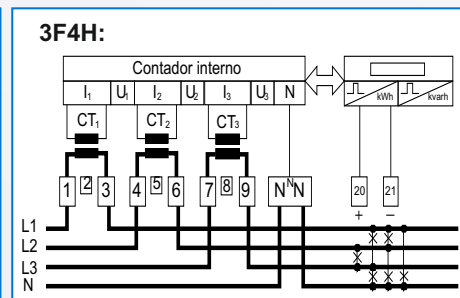 3F4H:
Contador interno
I₁ U₁ I₂ U₂ I₃ U₃ N
kWh kvarh
CT₁ CT₂ CT₃
1 2 3 4 5 6 7 8 9 N N N 20 21
+ −
L1
L2
L3
N